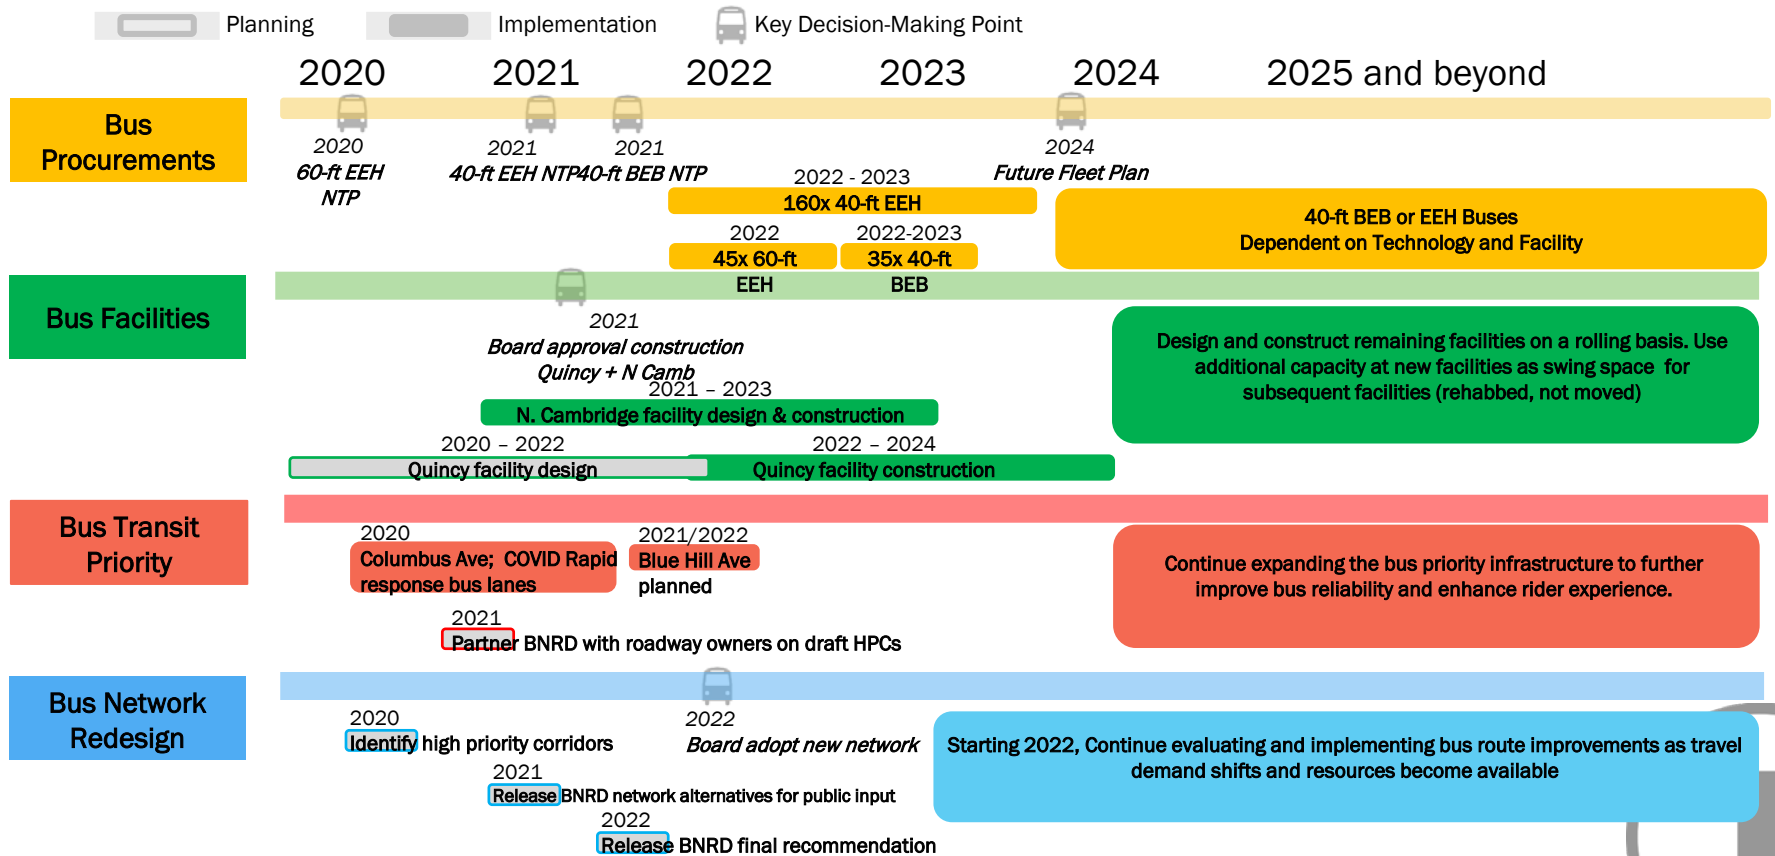 Planning
Implementation
Key Decision-Making Point
2020
2021
2022
2023
2024
2025 and beyond
Bus
Procurements
2020
60-ft EEH
NTP
2021
40-ft EEH NTP
2021
40-ft BEB NTP
2024
Future Fleet Plan
2022 - 2023
160x 40-ft EEH
2022
45x 60-ft
EEH
2022-2023
35x 40-ft
BEB
40-ft BEB or EEH Buses
Dependent on Technology and Facility
Bus Facilities
2021
Board approval construction
Quincy + N Camb
2021 – 2023
N. Cambridge facility design & construction
2020 – 2022
Quincy facility design
2022 – 2024
Quincy facility construction
Design and construct remaining facilities on a rolling basis. Use
additional capacity at new facilities as swing space for
subsequent facilities (rehabbed, not moved)
Bus Transit
Priority
2020
Columbus Ave; COVID Rapid
response bus lanes
2021/2022
Blue Hill Ave
planned
2021
Partner BNRD with roadway owners on draft HPCs
Continue expanding the bus priority infrastructure to further
improve bus reliability and enhance rider experience.
Bus Network
Redesign
2020
Identify high priority corridors
2022
Board adopt new network
2021
Release BNRD network alternatives for public input
2022
Release BNRD final recommendation
Starting 2022, Continue evaluating and implementing bus route improvements as travel
demand shifts and resources become available